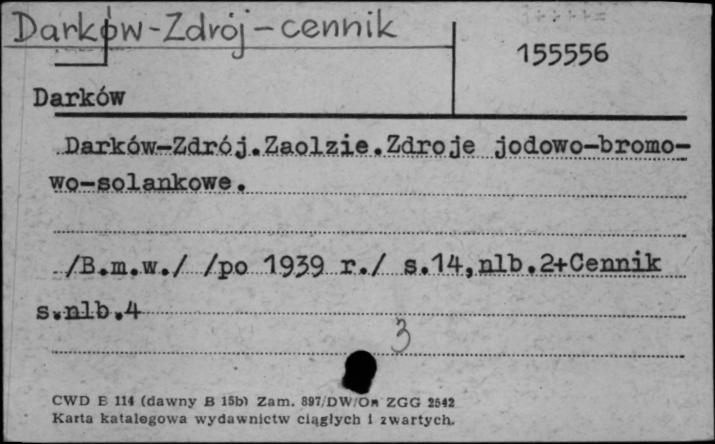 Darków-Zdrój-cennik
155556
Darków
Darków-Zdrój.Zaolzie.Zdroje jodowo-bromo-
wo-solankowe.
/B.m.w./ /po 1939 r./ s.14,nlb.2+Cennik
s.nlb.4
3
CWD B 114 (dawny B 15b) Zam. 897/DW/On ZGG 2542
Karta katalogowa wydawnictw ciągłych i zwartych.